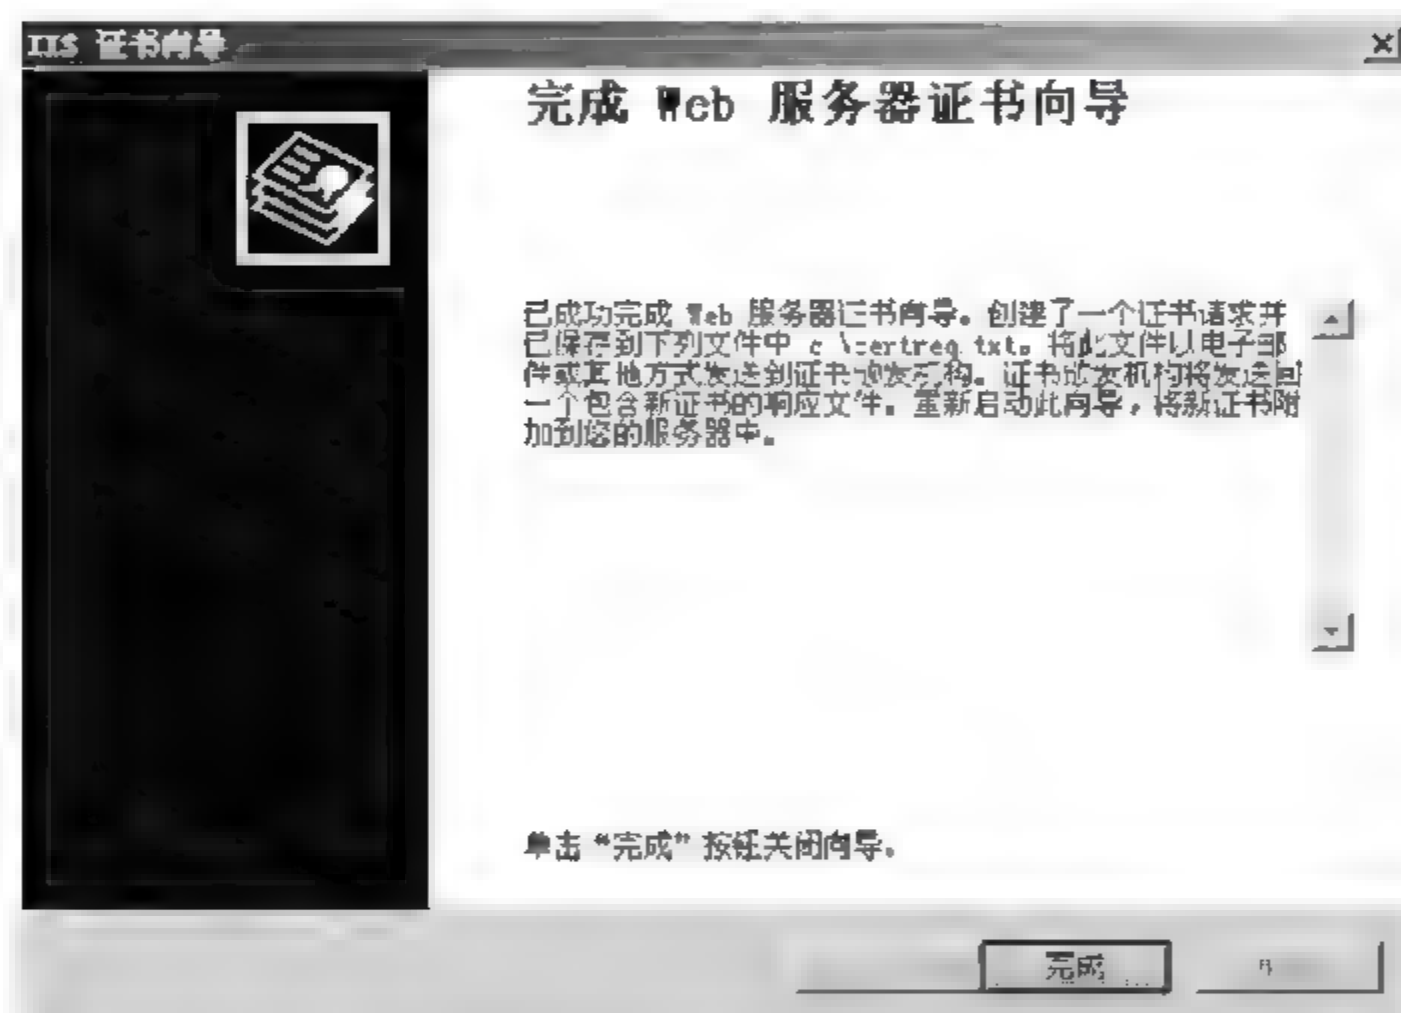 IIS 证书向导
完成 Web 服务器证书向导
已成功完成 Web 服务器证书向导。创建了一个证书请求并
已保存到下列文件中 c:\certreq.txt。将此文件以电子邮
件或其他方式发送到证书颁发机构。证书颁发机构将发送回
一个包含新证书的响应文件。重新启动此向导,将新证书附
加到您的服务器中。
单击“完成”按钮关闭向导。
完成